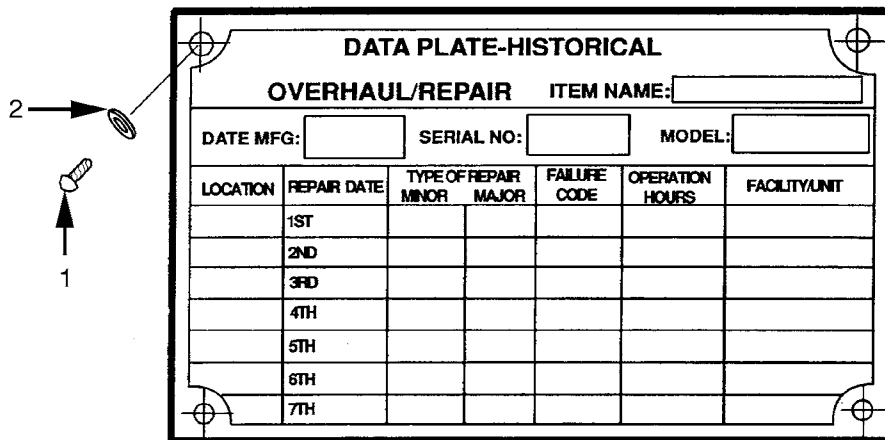 DATA PLATE-HISTORICAL
OVERHAUL/REPAIR ITEM NAME:
2
DATE MFG: SERIAL NO: MODEL:
LOCATION REPAIR DATE TYPE OF REPAIR MINOR MAJOR FAILURE CODE OPERATION HOURS FACILITY/UNIT
1ST
2ND
1
3RD
4TH
5TH
6TH
7TH